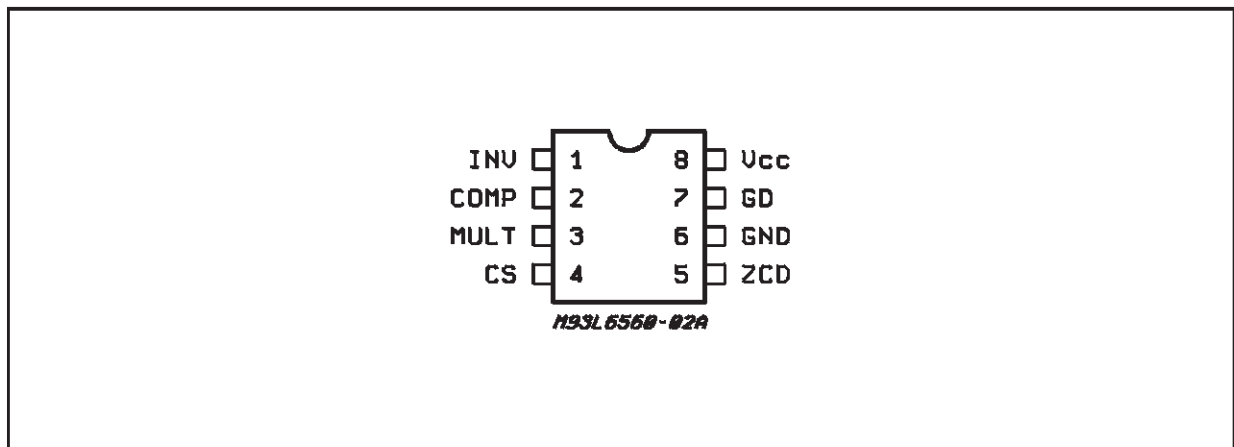 INV 1 8 Vcc
COMP 2 7 GD
MULT 3 6 GND
CS 4 5 ZCD
M93L6560-02A